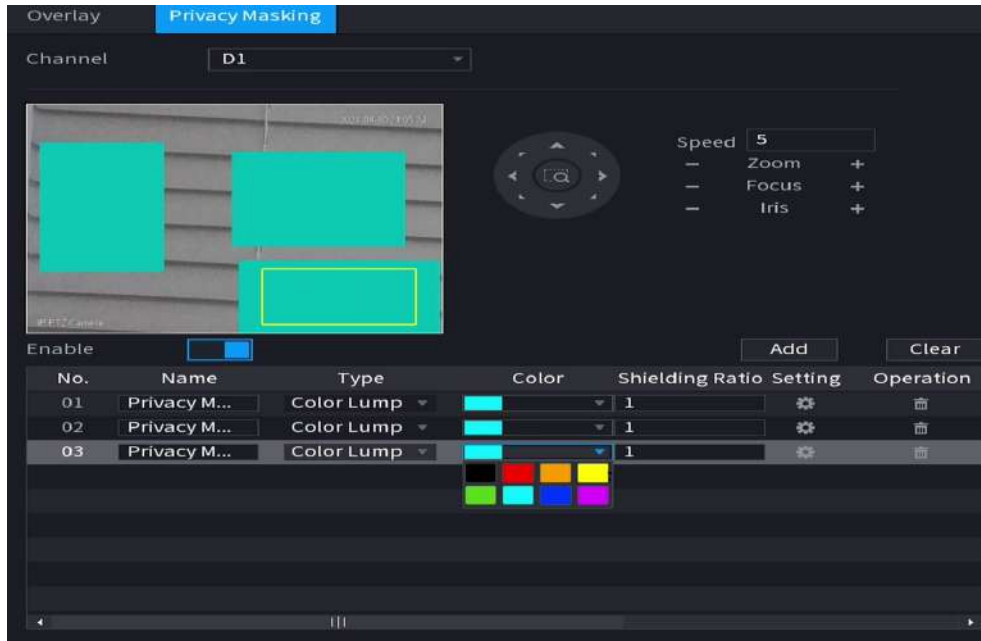 Overlay Privacy Masking
Channel D1
Speed 5
Zoom
Focus
Iris
Enable Add Clear
No. Name Type Color Shielding Ratio Setting Operation
01 Privacy M... Color Lump 1
02 Privacy M... Color Lump 1
03 Privacy M... Color Lump 1